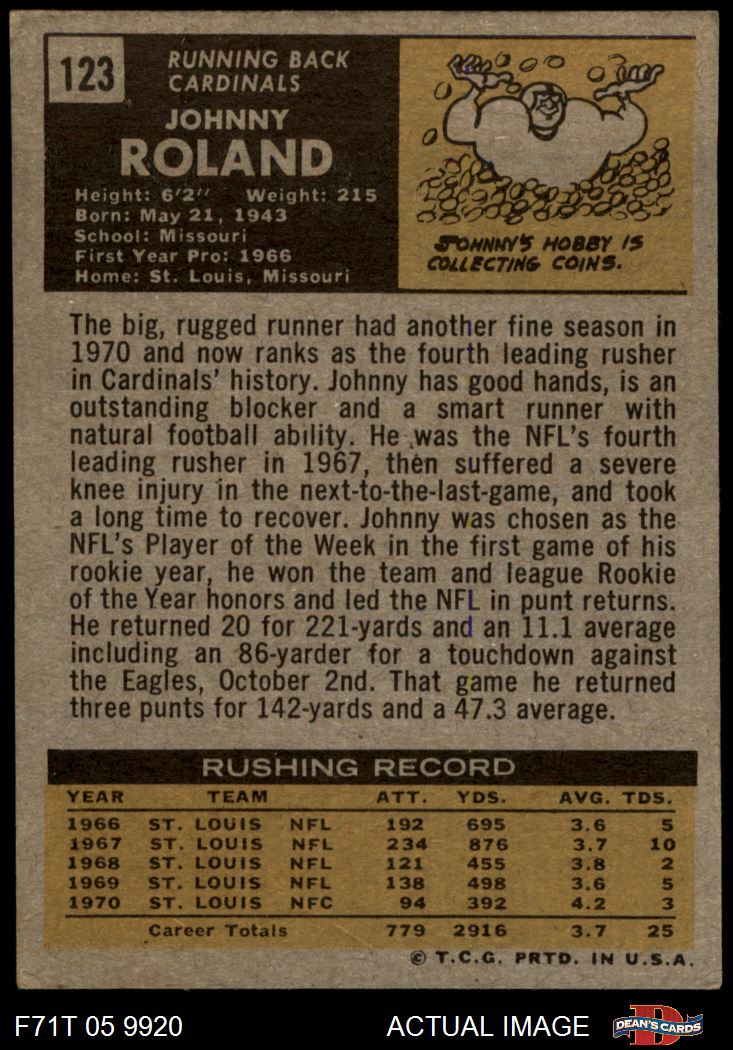 123
RUNNING BACK
CARDINALS
JOHNNY
ROLAND
Height: 6'2" Weight: 215
Born: May 21, 1943
School: Missouri
First Year Pro: 1966
Home: St. Louis, Missouri
JOHNNY'S HOBBY IS
COLLECTING COINS.
The big, rugged runner had another fine season in
1970 and now ranks as the fourth leading rusher
in Cardinals' history. Johnny has good hands, is an
outstanding blocker and a smart runner with
natural football ability. He was the NFL's fourth
leading rusher in 1967, then suffered a severe
knee injury in the next-to-the-last-game, and took
a long time to recover. Johnny was chosen as the
NFL's Player of the Week in the first game of his
rookie year, he won the team and league Rookie
of the Year honors and led the NFL in punt returns.
He returned 20 for 221-yards and an 11.1 average
including an 86-yarder for a touchdown against
the Eagles, October 2nd. That game he returned
three punts for 142-yards and a 47.3 average.
RUSHING RECORD
YEAR TEAM ATT. YDS. AVG. TDS.
1966 ST. LOUIS NFL 192 695 3.6 5
1967 ST. LOUIS NFL 234 876 3.7 10
1968 ST. LOUIS NFL 121 455 3.8 2
1969 ST. LOUIS NFL 138 498 3.6 5
1970 ST. LOUIS NFC 94 392 4.2 3
Career Totals 779 2916 3.7 25
© T.C.G. PRTD. IN U.S.A.
F71T 05 9920 ACTUAL IMAGE D DEAN'S CARDS